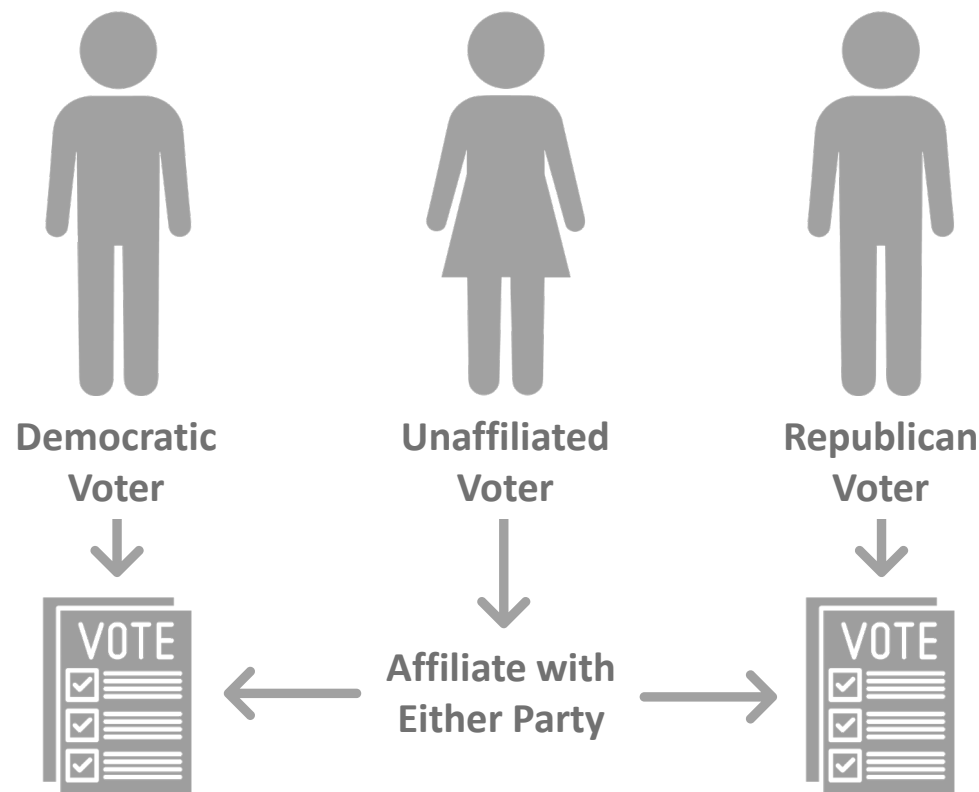 Democratic
Voter
Unaffiliated
Voter
Republican
Voter
VOTE
Affiliate with
Either Party
VOTE